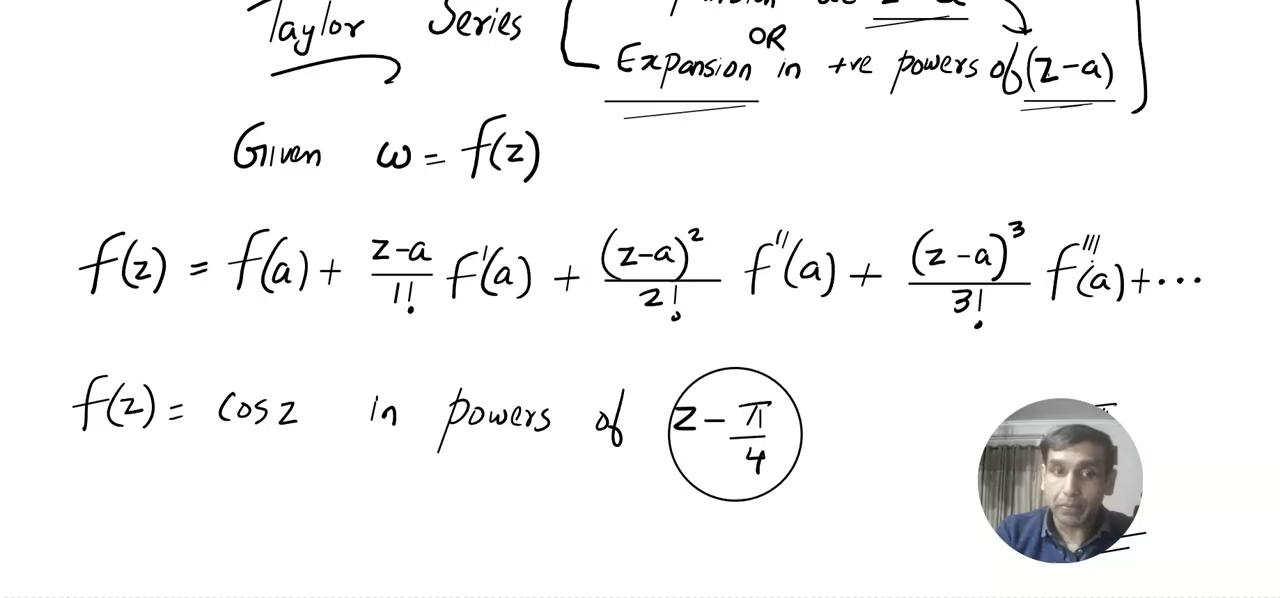 Taylor Series
OR
Expansion in +ve powers of (z-a)
Given ω = f(z)
f(z) = f(a) + z-a/1! f'(a) + (z-a)²/2! f''(a) + (z-a)³/3! f'''(a) + ...
f(z) = cos z in powers of z - π/4